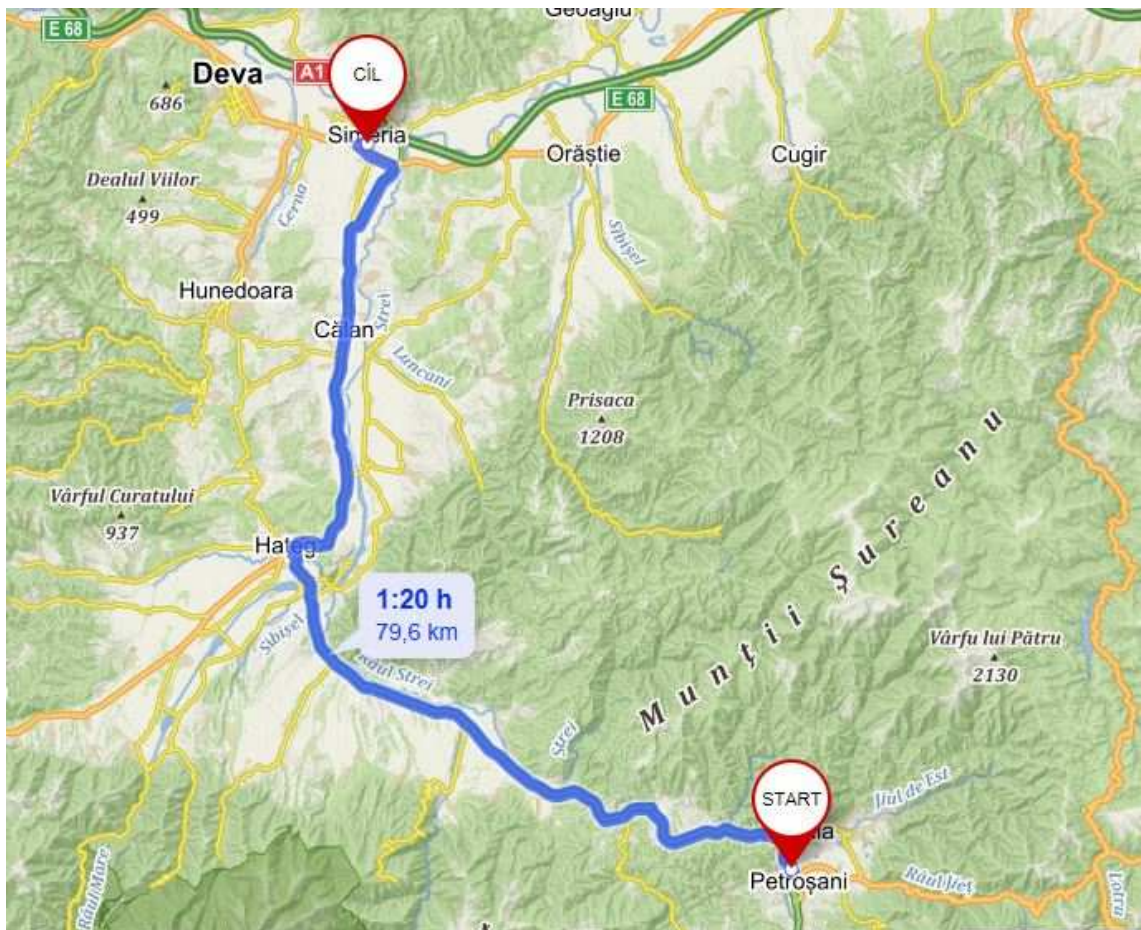 Geoagiu
E 68
CÍL
Deva
A1
686
E 68
Simeria
Orăștie
Cugir
Dealul Viilor
499
Cerna
Sibișel
Hunedoara
Strei
Călan
Luncani
Prisaca
1208
Munții Șureanu
Vârful Curatului
937
Hațeg
1:20 h
79,6 km
Sibișel
Râul Strei
Vârfu lui Pătru
2130
Strei
START
Jiul de Est
Petroșani
Râul Jieț
Râul Mare
Lotru